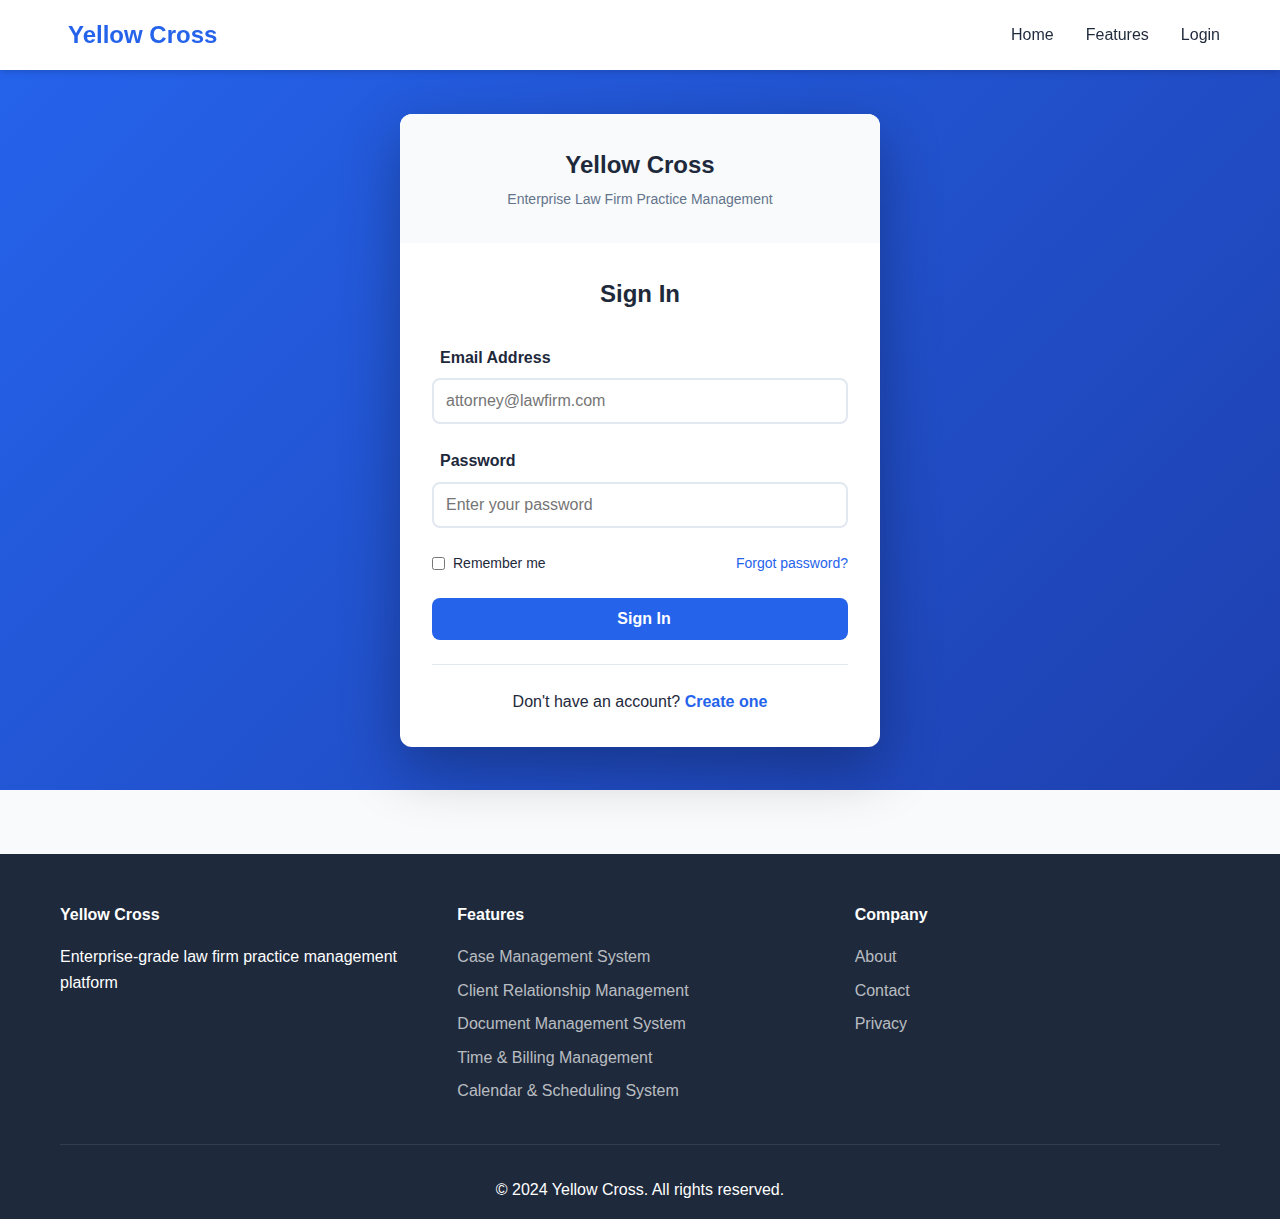 Yellow Cross
Home
Features
Login
Yellow Cross
Enterprise Law Firm Practice Management
Sign In
Email Address
attorney@lawfirm.com
Password
Enter your password
Remember me
Forgot password?
Sign In
Don't have an account? Create one
Yellow Cross
Enterprise-grade law firm practice management
platform
Features
Case Management System
Client Relationship Management
Document Management System
Time & Billing Management
Calendar & Scheduling System
Company
About
Contact
Privacy
© 2024 Yellow Cross. All rights reserved.